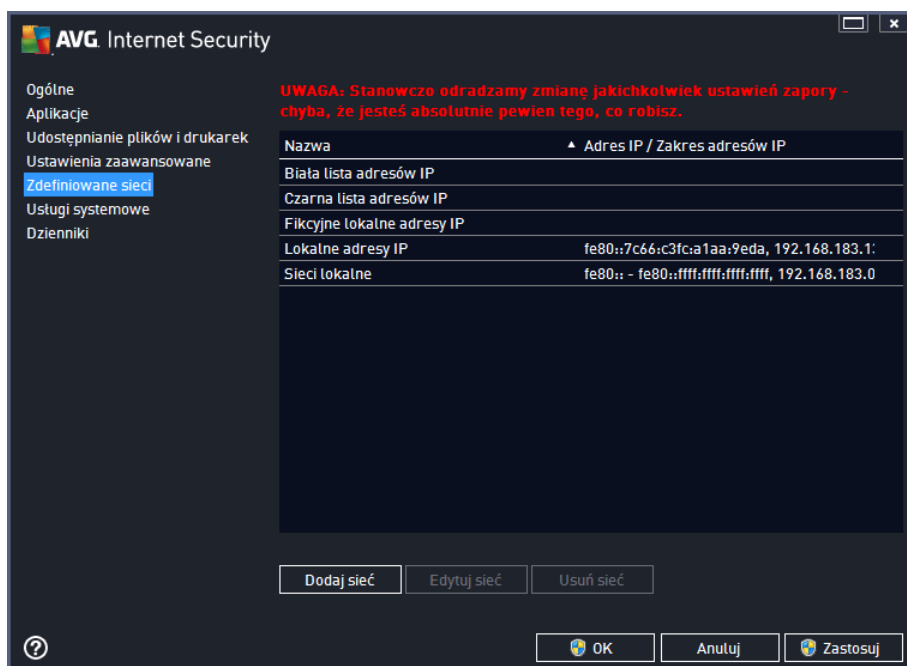 AVG. Internet Security
Ogólne
Aplikacje
Udostępnianie plików i drukarek
Ustawienia zaawansowane
Zdefiniowane sieci
Usługi systemowe
Dzienniki
UWAGA: Stanowczo odradzamy zmianę jakichkolwiek ustawień zapory -
chyba, że jesteś absolutnie pewien tego, co robisz.
Nazwa Adres IP / Zakres adresów IP
Biała lista adresów IP
Czarna lista adresów IP
Fikcyjne lokalne adresy IP
Lokalne adresy IP fe80::7c66:c3fc:a1aa:9eda, 192.168.183.1
Sieci lokalne fe80:: - fe80::ffff:ffff:ffff:ffff, 192.168.183.0
Dodaj sieć Edytuj sieć Usuń sieć
OK Anuluj Zastosuj